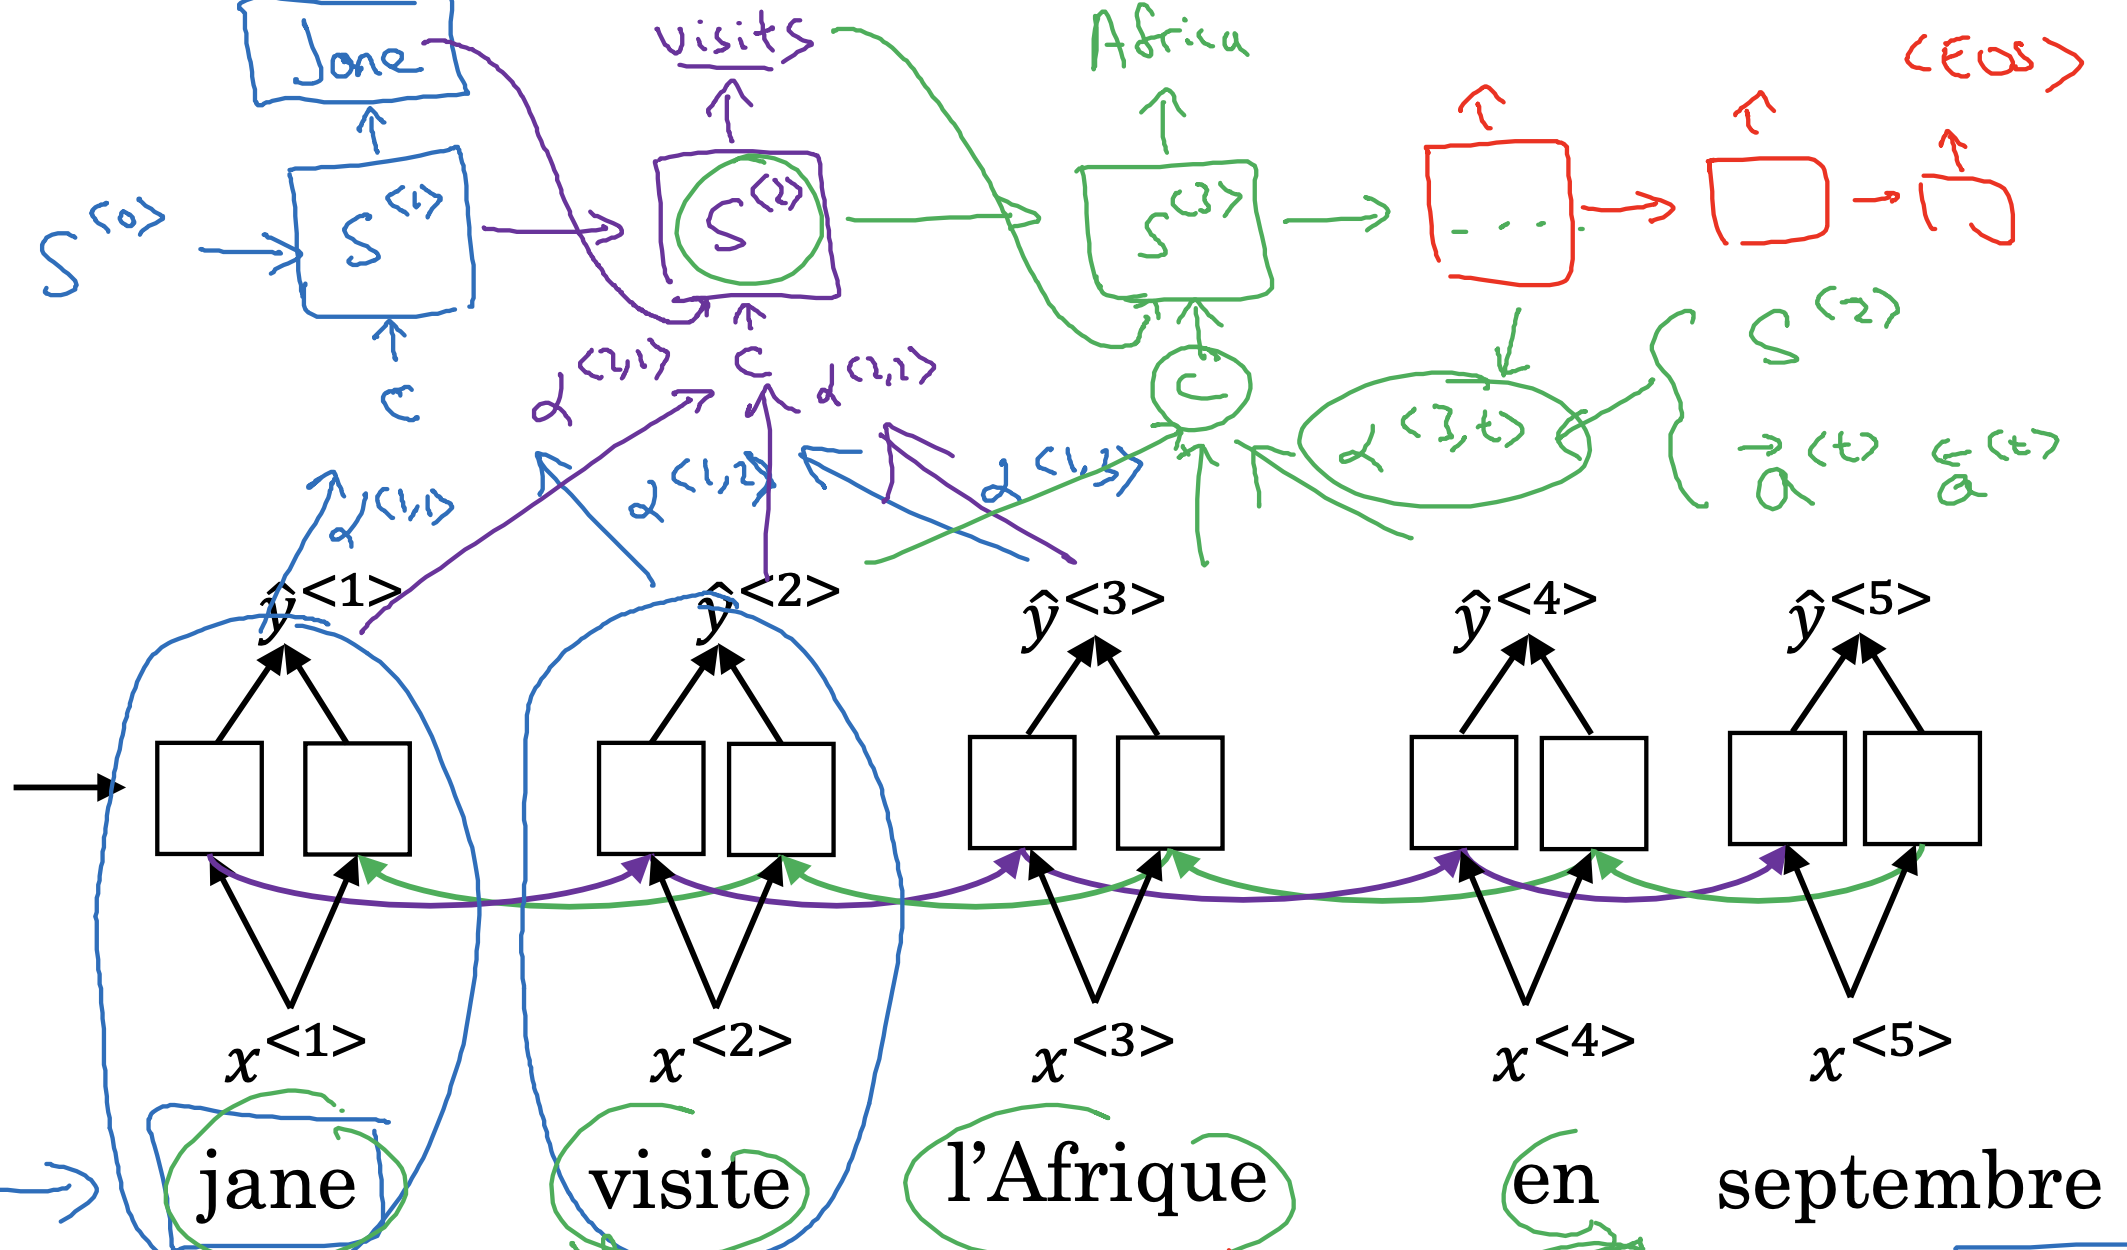 Jane visits Africa <EOS>
S<0> S<1> S<2> S<3> ....
S<2>
C C C
α<2,1> α<2,2> α<3,t> a→<t> a←<t>
α<1,1> α<1,2> α<1,3>
ŷ<1> ŷ<2> ŷ<3> ŷ<4> ŷ<5>
x<1> x<2> x<3> x<4> x<5>
jane visite l’Afrique en septembre